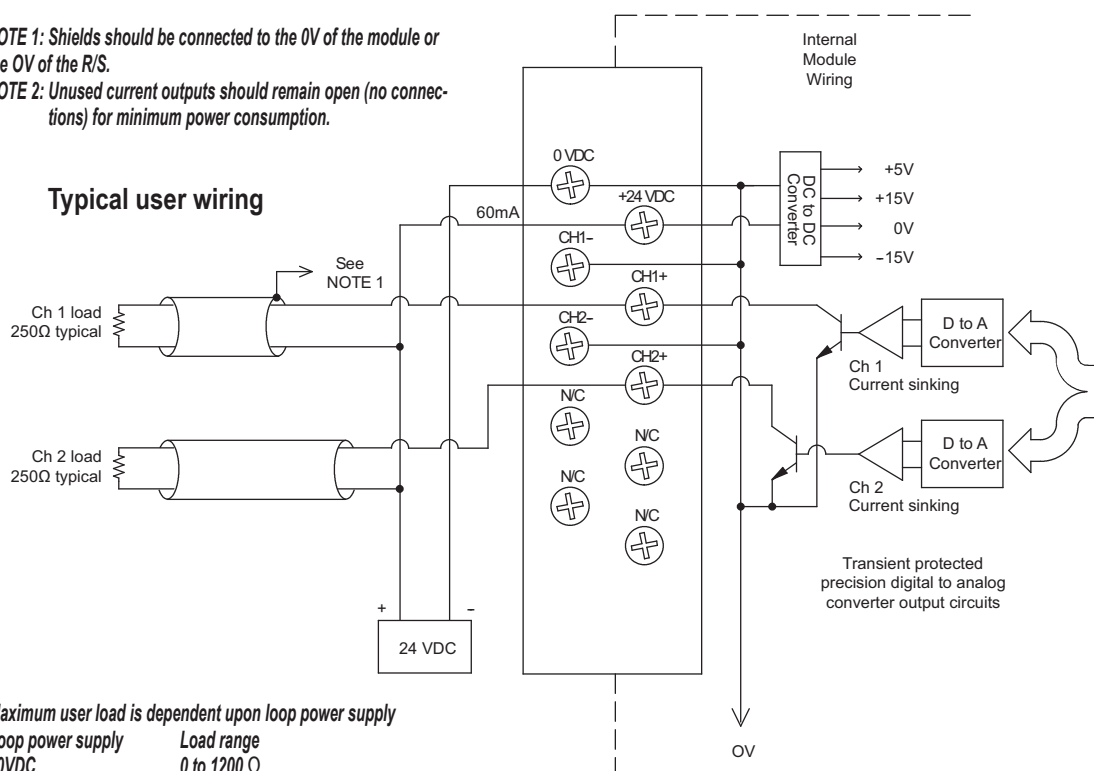 OTE 1: Shields should be connected to the 0V of the module or
e OV of the R/S.
OTE 2: Unused current outputs should remain open (no connec-
tions) for minimum power consumption.
Typical user wiring
Internal
Module
Wiring
0 VDC
+24 VDC
60mA
CH1-
CH1+
CH2-
CH2+
N/C
N/C
N/C
N/C
DC to DC
Converter
+5V
+15V
0V
-15V
See
NOTE 1
Ch 1 load
250Ω typical
Ch 2 load
250Ω typical
D to A
Converter
Ch 1
Current sinking
D to A
Converter
Ch 2
Current sinking
Transient protected
precision digital to analog
converter output circuits
+
-
24 VDC
OV
aximum user load is dependent upon loop power supply
oop power supply Load range
0VDC 0 to 1200 Ω